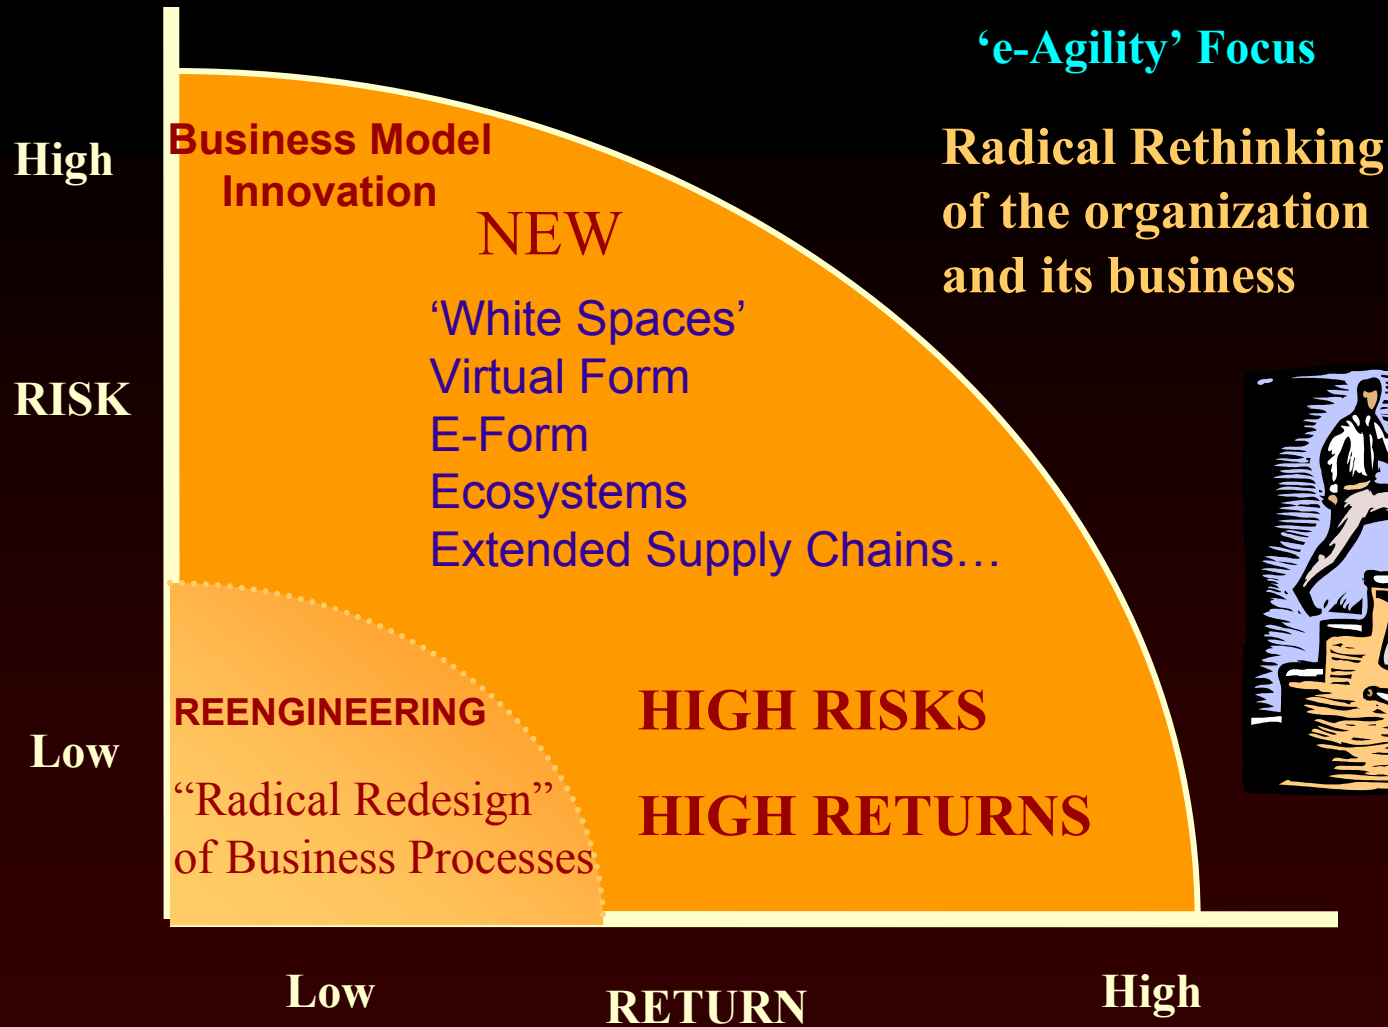 ‘e-Agility’ Focus
Radical Rethinking
of the organization
and its business
High
RISK
Low
Business Model
Innovation
NEW
‘White Spaces’
Virtual Form
E-Form
Ecosystems
Extended Supply Chains…
REENGINEERING
“Radical Redesign”
of Business Processes
HIGH RISKS
HIGH RETURNS
Low
RETURN
High